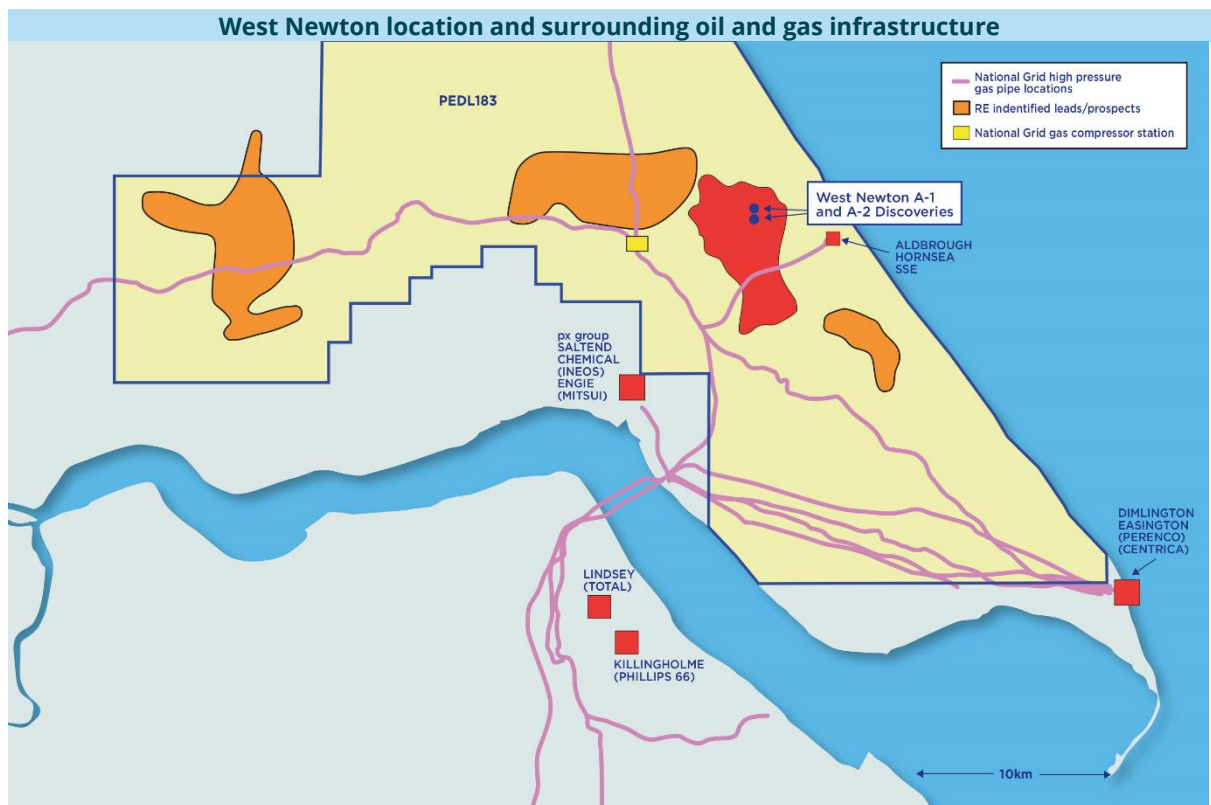 West Newton location and surrounding oil and gas infrastructure
National Grid high pressure
gas pipe locations
RE indentified leads/prospects
National Grid gas compressor station
PEDL183
West Newton A-1
and A-2 Discoveries
ALDBROUGH
HORNSEA
SSE
px group
SALTEND
CHEMICAL
(INEOS)
ENGIE
(MITSUI)
DIMLINGTON
EASINGTON
(PERENCO)
(CENTRICA)
LINDSEY
(TOTAL)
KILLINGHOLME
(PHILLIPS 66)
10km